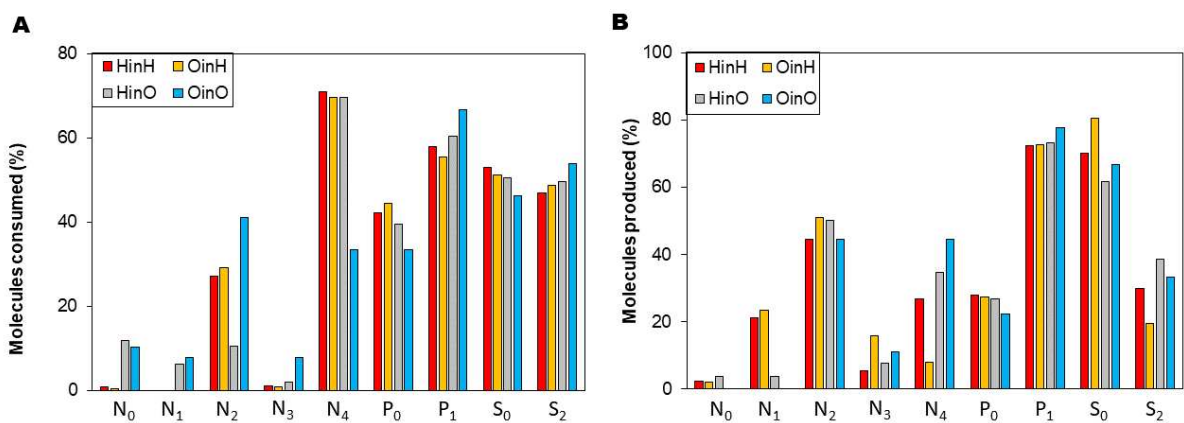 A
Molecules consumed (%)
80
60
40
20
0
HinH OinH
HinO OinO
N₀ N₁ N₂ N₃ N₄ P₀ P₁ S₀ S₂
B
Molecules produced (%)
100
80
60
40
20
0
HinH OinH
HinO OinO
N₀ N₁ N₂ N₃ N₄ P₀ P₁ S₀ S₂